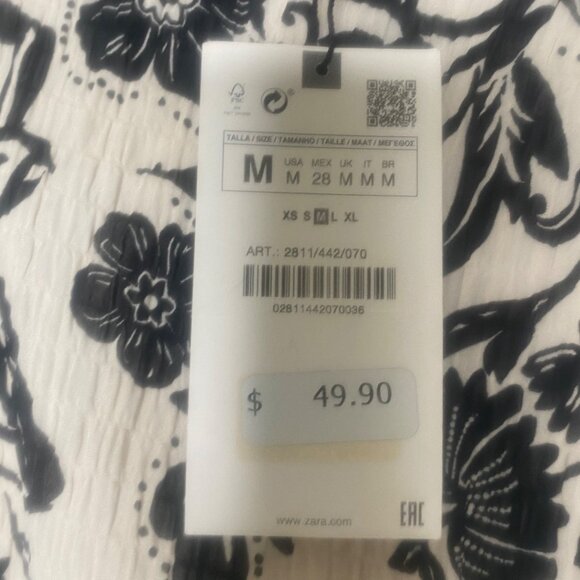 FSC
TALLA / SIZE / TAMANHO / TAILLE / MAAT / ΜΕΓΕΘΟΣ
M
USA MEX UK IT BR
M 28 M M M
XS S M L XL
ART.: 2811/442/070
02811442070036
$ 49.90
www.zara.com
EAC